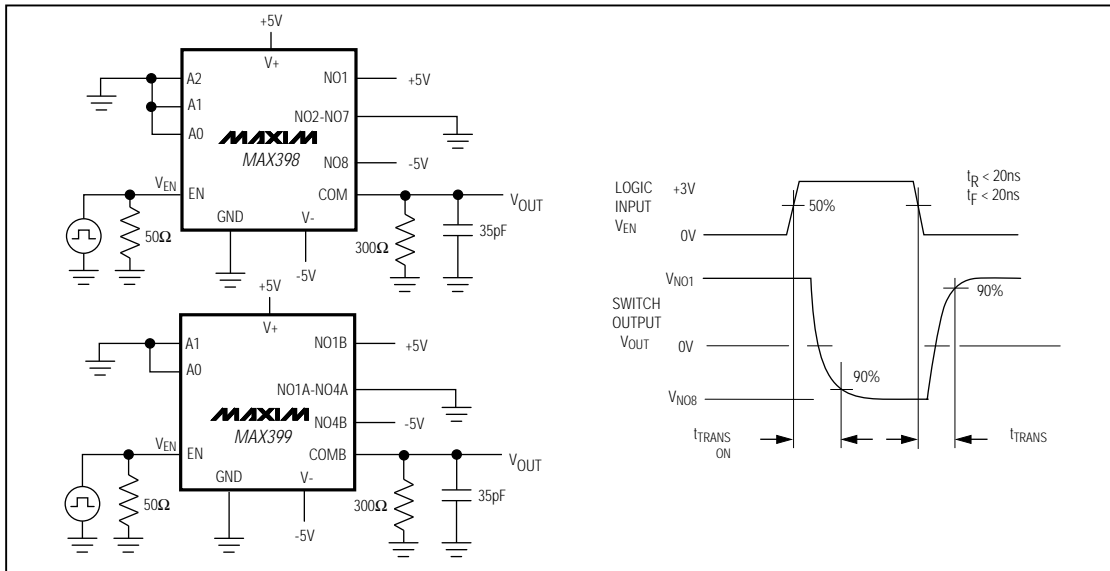 +5V
V+
A2
A1
A0
NO1
+5V
NO2-NO7
MAXIM
MAX398
NO8
-5V
VEN
EN
COM
VOUT
GND
V-
50Ω
-5V
300Ω
35pF
+5V
V+
A1
A0
NO1B
+5V
NO1A-NO4A
MAXIM
MAX399
NO4B
-5V
VEN
EN
COMB
VOUT
GND
V-
50Ω
-5V
300Ω
35pF
LOGIC
INPUT
VEN
+3V
0V
50%
tR < 20ns
tF < 20ns
VNO1
SWITCH
OUTPUT
VOUT
0V
VNO8
90%
90%
tTRANS
ON
tTRANS